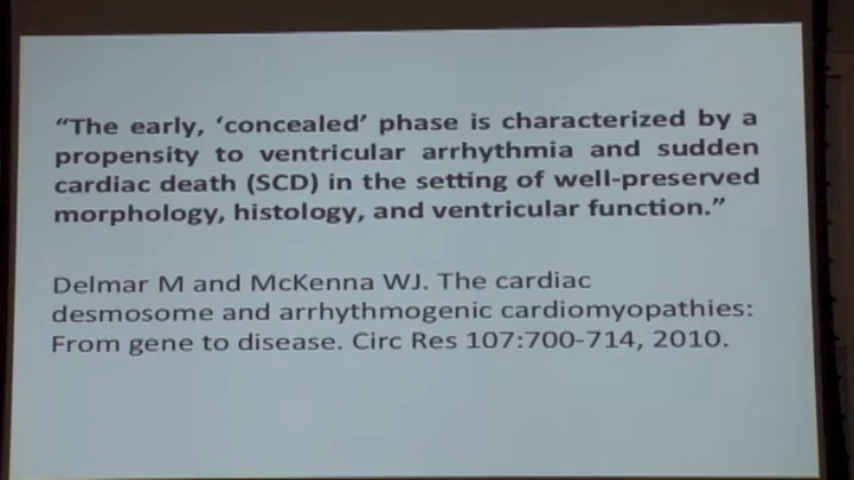 “The early, ‘concealed’ phase is characterized by a
propensity to ventricular arrhythmia and sudden
cardiac death (SCD) in the setting of well-preserved
morphology, histology, and ventricular function.”
Delmar M and McKenna WJ. The cardiac
desmosome and arrhythmogenic cardiomyopathies:
From gene to disease. Circ Res 107:700-714, 2010.